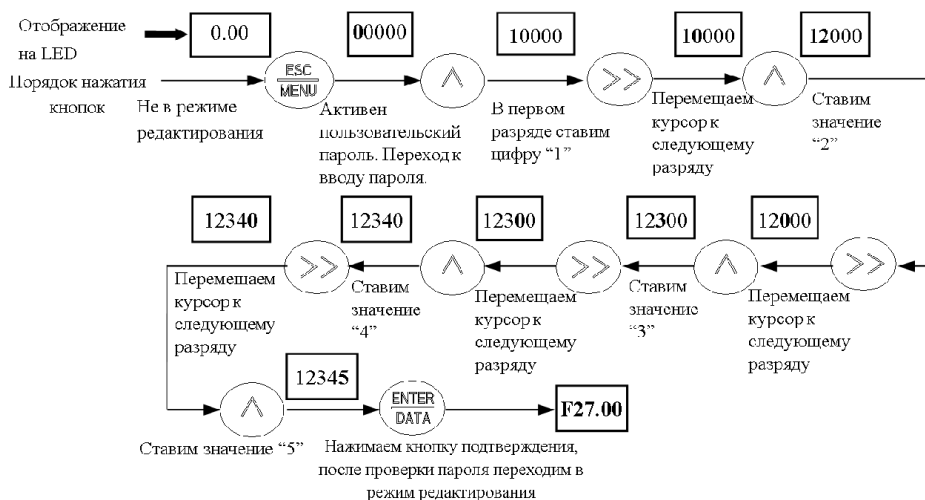 Отображение
на LED
0.00
00000
10000
10000
12000
Порядок нажатия
кнопок
Не в режиме
редактирования
ESC
MENU
Активен
пользовательский
пароль. Переход к
вводу пароля.
В первом
разряде ставим
цифру “1”
Перемещаем
курсор к
следующему
разряду
Ставим
значение
“2”
12340
12340
12300
12300
12000
Перемещаем
курсор к
следующему
разряду
Ставим
значение
“4”
Перемещаем
курсор к
следующему
разряду
Ставим
значение
“3”
Перемещаем
курсор к
следующему
разряду
12345
ENTER
DATA
F27.00
Ставим значение “5”
Нажимаем кнопку подтверждения,
после проверки пароля переходим в
режим редактирования